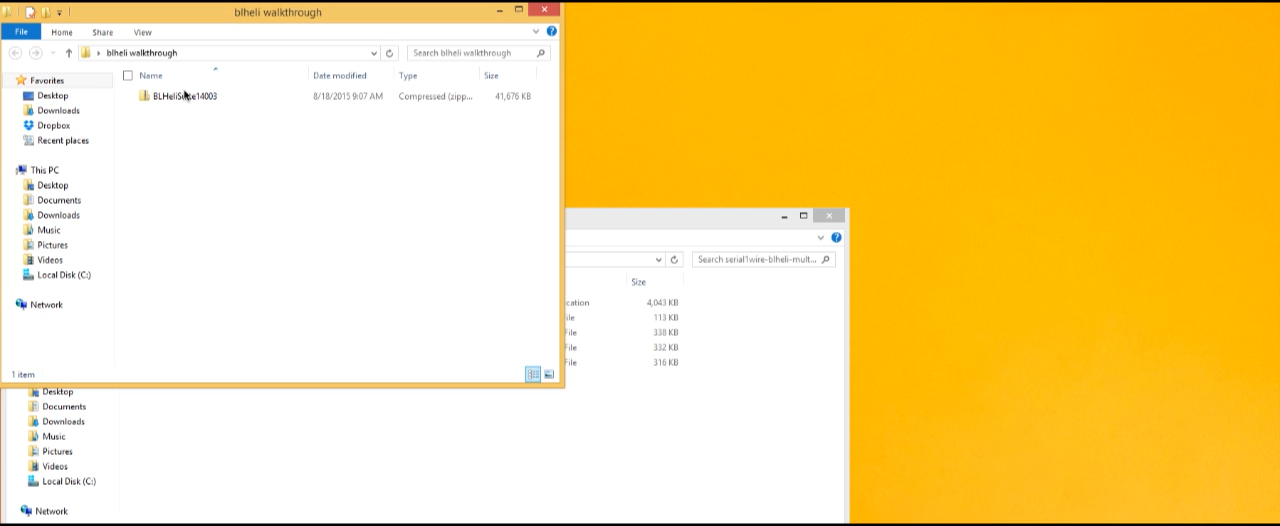 blheli walkthrough
File Home Share View
blheli walkthrough
Search blheli walkthrough
Name Date modified Type Size
8/18/2015 9:07 AM Compressed (zipp... 41,676 KB
Favorites
Desktop
Downloads
Dropbox
Recent places
This PC
Desktop
Documents
Downloads
Music
Pictures
Videos
Local Disk (C:)
Network
1 item
Search serial1wire-blheli-mult...
Size
cation 4,043 KB
ile 113 KB
File 338 KB
File 332 KB
File 316 KB
Desktop
Documents
Downloads
Music
Pictures
Videos
Local Disk (C:)
Network